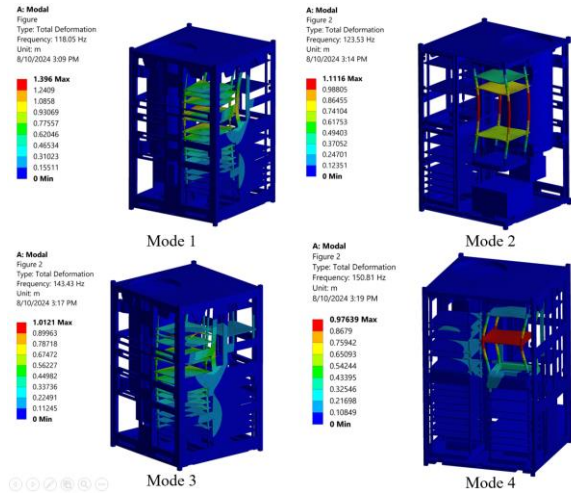 A: Modal
Figure
Type: Total Deformation
Frequency: 118.05 Hz
Unit: m
8/10/2024 3:09 PM
1.396 Max
1.2409
1.0858
0.93069
0.77557
0.62046
0.46534
0.31023
0.15511
0 Min
Mode 1
A: Modal
Figure 2
Type: Total Deformation
Frequency: 123.53 Hz
Unit: m
8/10/2024 3:14 PM
1.1116 Max
0.98805
0.86455
0.74104
0.61753
0.49403
0.37052
0.24701
0.12351
0 Min
Mode 2
A: Modal
Figure 2
Type: Total Deformation
Frequency: 143.43 Hz
Unit: m
8/10/2024 3:17 PM
1.0121 Max
0.89963
0.78718
0.67472
0.56227
0.44982
0.33736
0.22491
0.11245
0 Min
Mode 3
A: Modal
Figure 2
Type: Total Deformation
Frequency: 150.81 Hz
Unit: m
8/10/2024 3:19 PM
0.97639 Max
0.8679
0.75942
0.65093
0.54244
0.43395
0.32546
0.21698
0.10849
0 Min
Mode 4